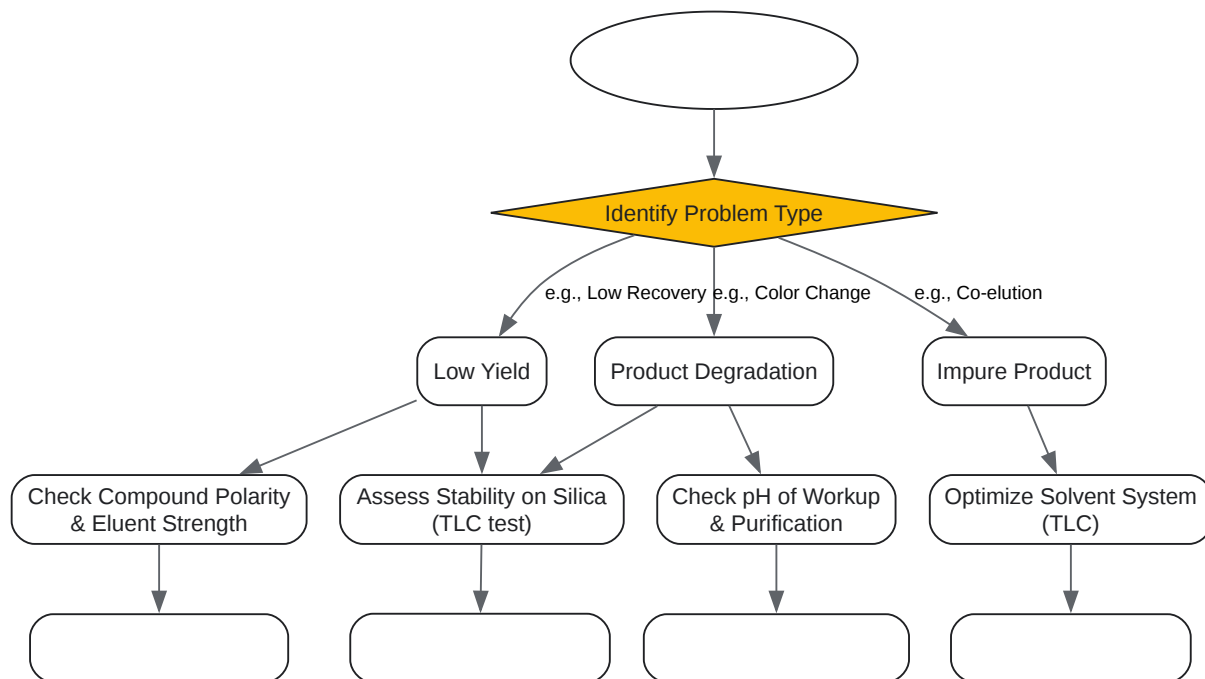 Identify Problem Type
e.g., Low Recovery
e.g., Color Change
e.g., Co-elution
Low Yield
Product Degradation
Impure Product
Check Compound Polarity
& Eluent Strength
Assess Stability on Silica
(TLC test)
Check pH of Workup
& Purification
Optimize Solvent System
(TLC)